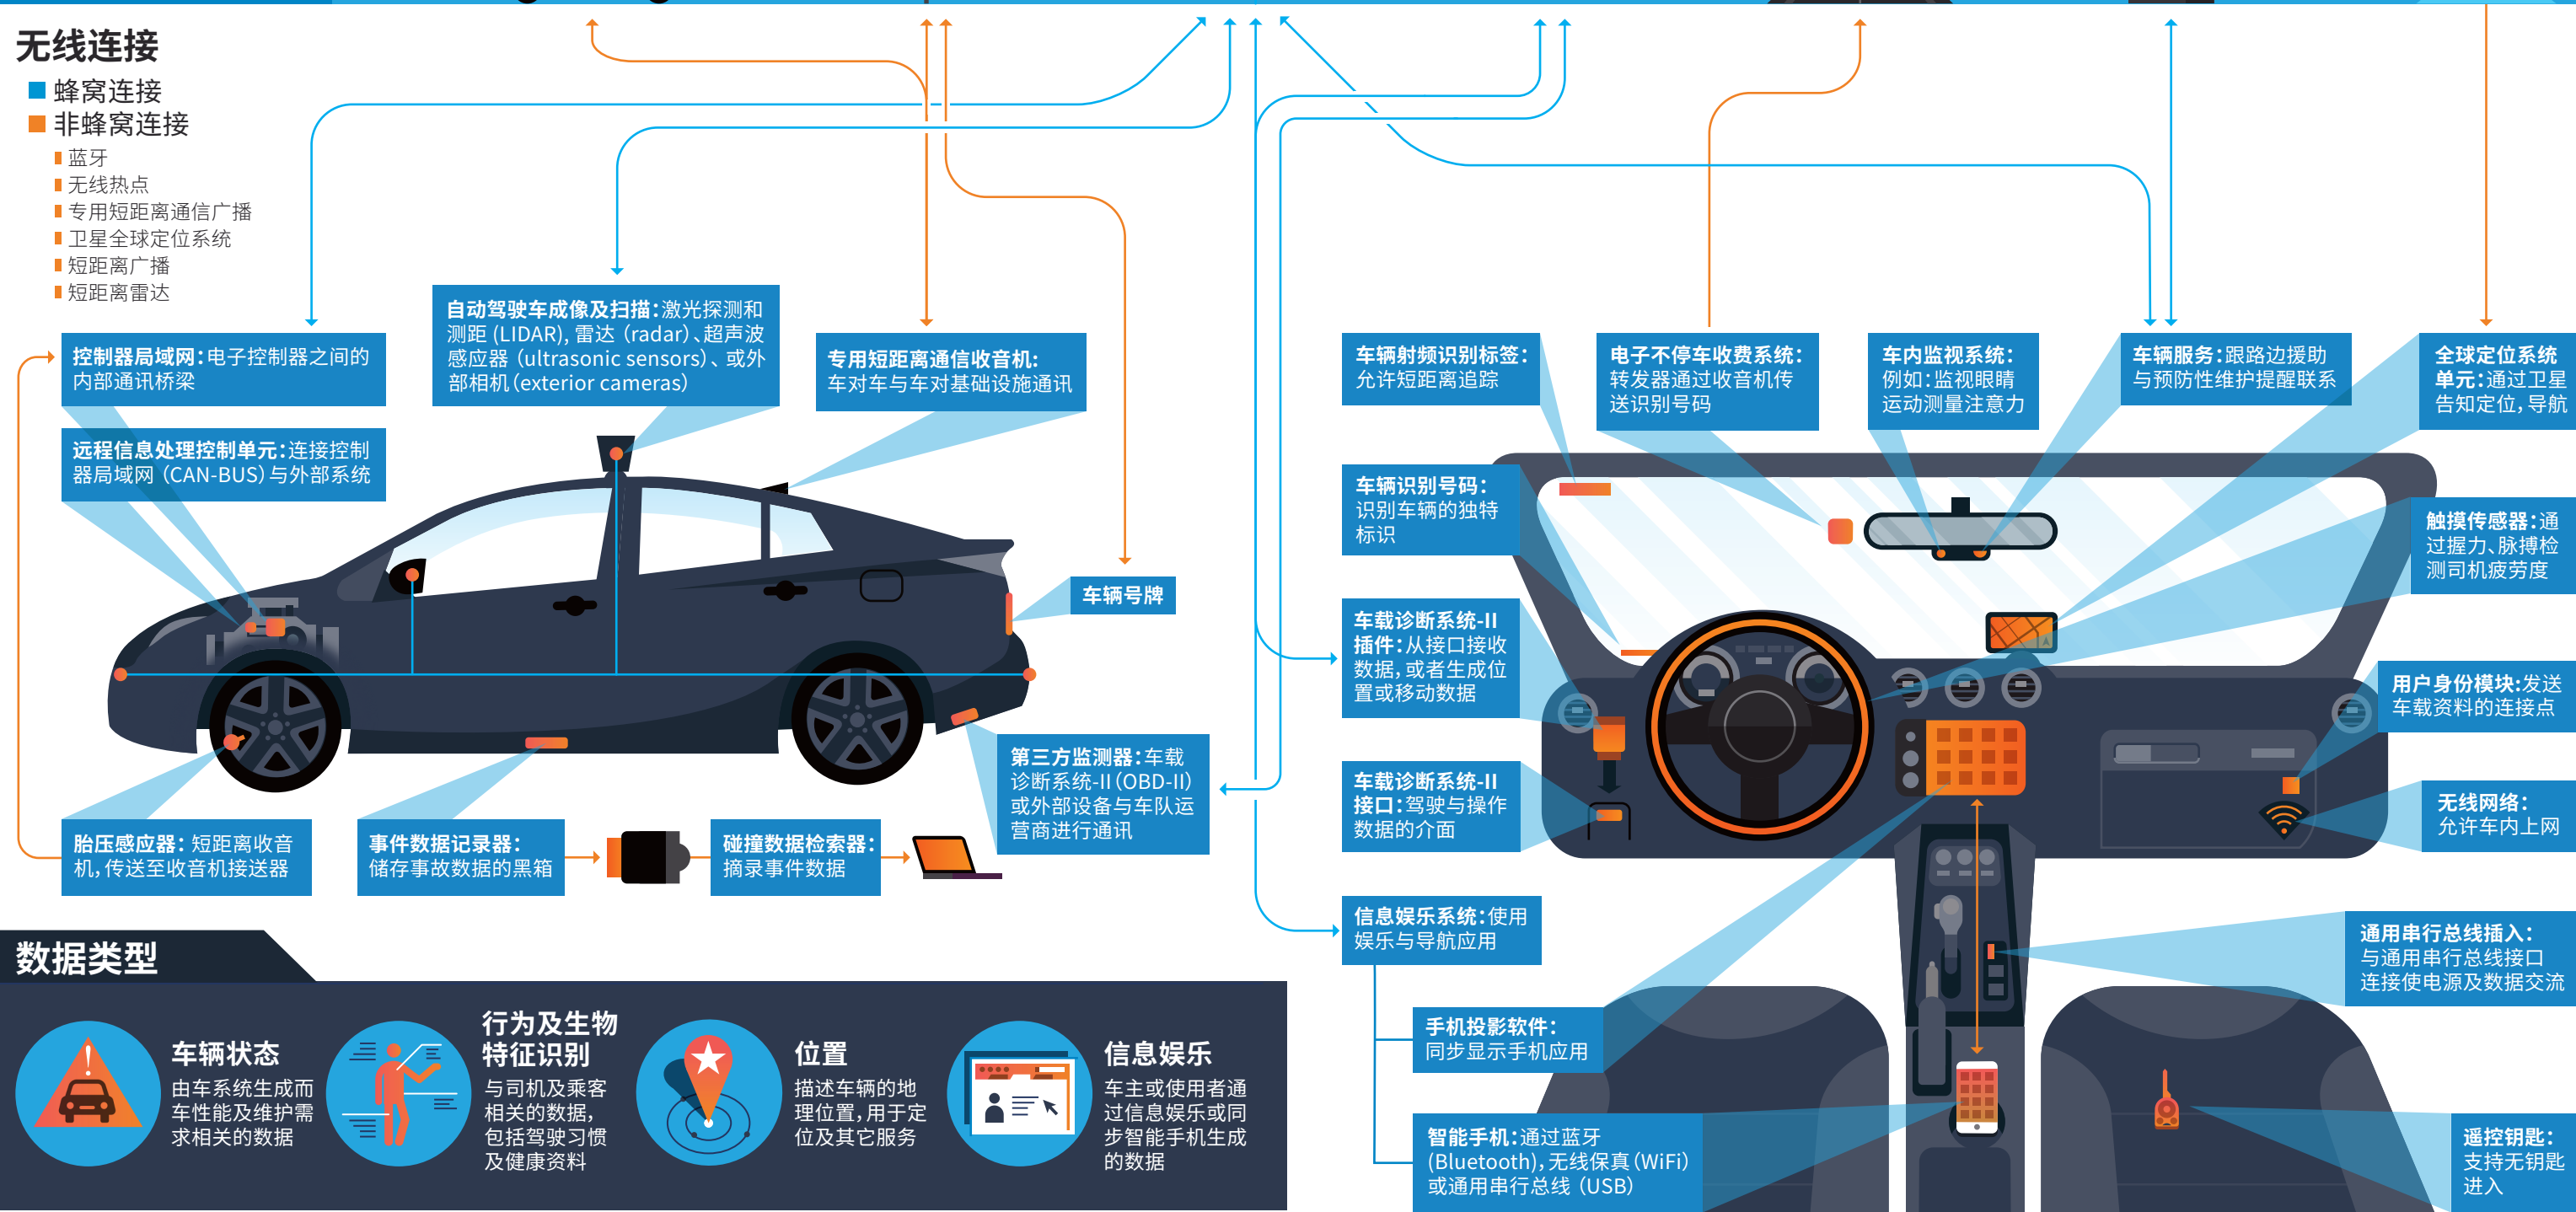 无线连接
蜂窝连接
非蜂窝连接
蓝牙
无线热点
专用短距离通信广播
卫星全球定位系统
短距离广播
短距离雷达
控制器局域网：电子控制器之间的
内部通讯桥梁
远程信息处理控制单元：连接控制
器局域网（CAN-BUS）与外部系统
自动驾驶车成像及扫描：激光探测和
测距 (LIDAR), 雷达（radar）、超声波
感应器（ultrasonic sensors）、或外
部相机（exterior cameras）
专用短距离通信收音机:
车对车与车对基础设施通讯
车辆号牌
第三方监测器：车载
诊断系统-II（OBD-II）
或外部设备与车队运
营商进行通讯
胎压感应器：短距离收音
机，传送至收音机接送器
事件数据记录器：
储存事故数据的黑箱
碰撞数据检索器：
摘录事件数据
数据类型
车辆状态
由车系统生成而
车性能及维护需
求相关的数据
行为及生物
特征识别
与司机及乘客
相关的数据，
包括驾驶习惯
及健康资料
位置
描述车辆的地
理位置，用于定
位及其它服务
信息娱乐
车主或使用者通
过信息娱乐或同
步智能手机生成
的数据
车辆射频识别标签：
允许短距离追踪
车辆识别号码：
识别车辆的独特
标识
车载诊断系统-II
插件：从接口接收
数据，或者生成位
置或移动数据
车载诊断系统-II
接口：驾驶与操作
数据的介面
信息娱乐系统：使用
娱乐与导航应用
手机投影软件：
同步显示手机应用
智能手机：通过蓝牙
(Bluetooth)，无线保真（WiFi）
或通用串行总线（USB）
电子不停车收费系统：
转发器通过收音机传
送识别号码
车内监视系统：
例如：监视眼睛
运动测量注意力
车辆服务：跟路边援助
与预防性维护提醒联系
全球定位系统
单元：通过卫星
告知定位，导航
触摸传感器：通
过握力、脉搏检
测司机疲劳度
用户身份模块:发送
车载资料的连接点
无线网络：
允许车内上网
通用串行总线插入：
与通用串行总线接口
连接使电源及数据交流
遥控钥匙：
支持无钥匙
进入